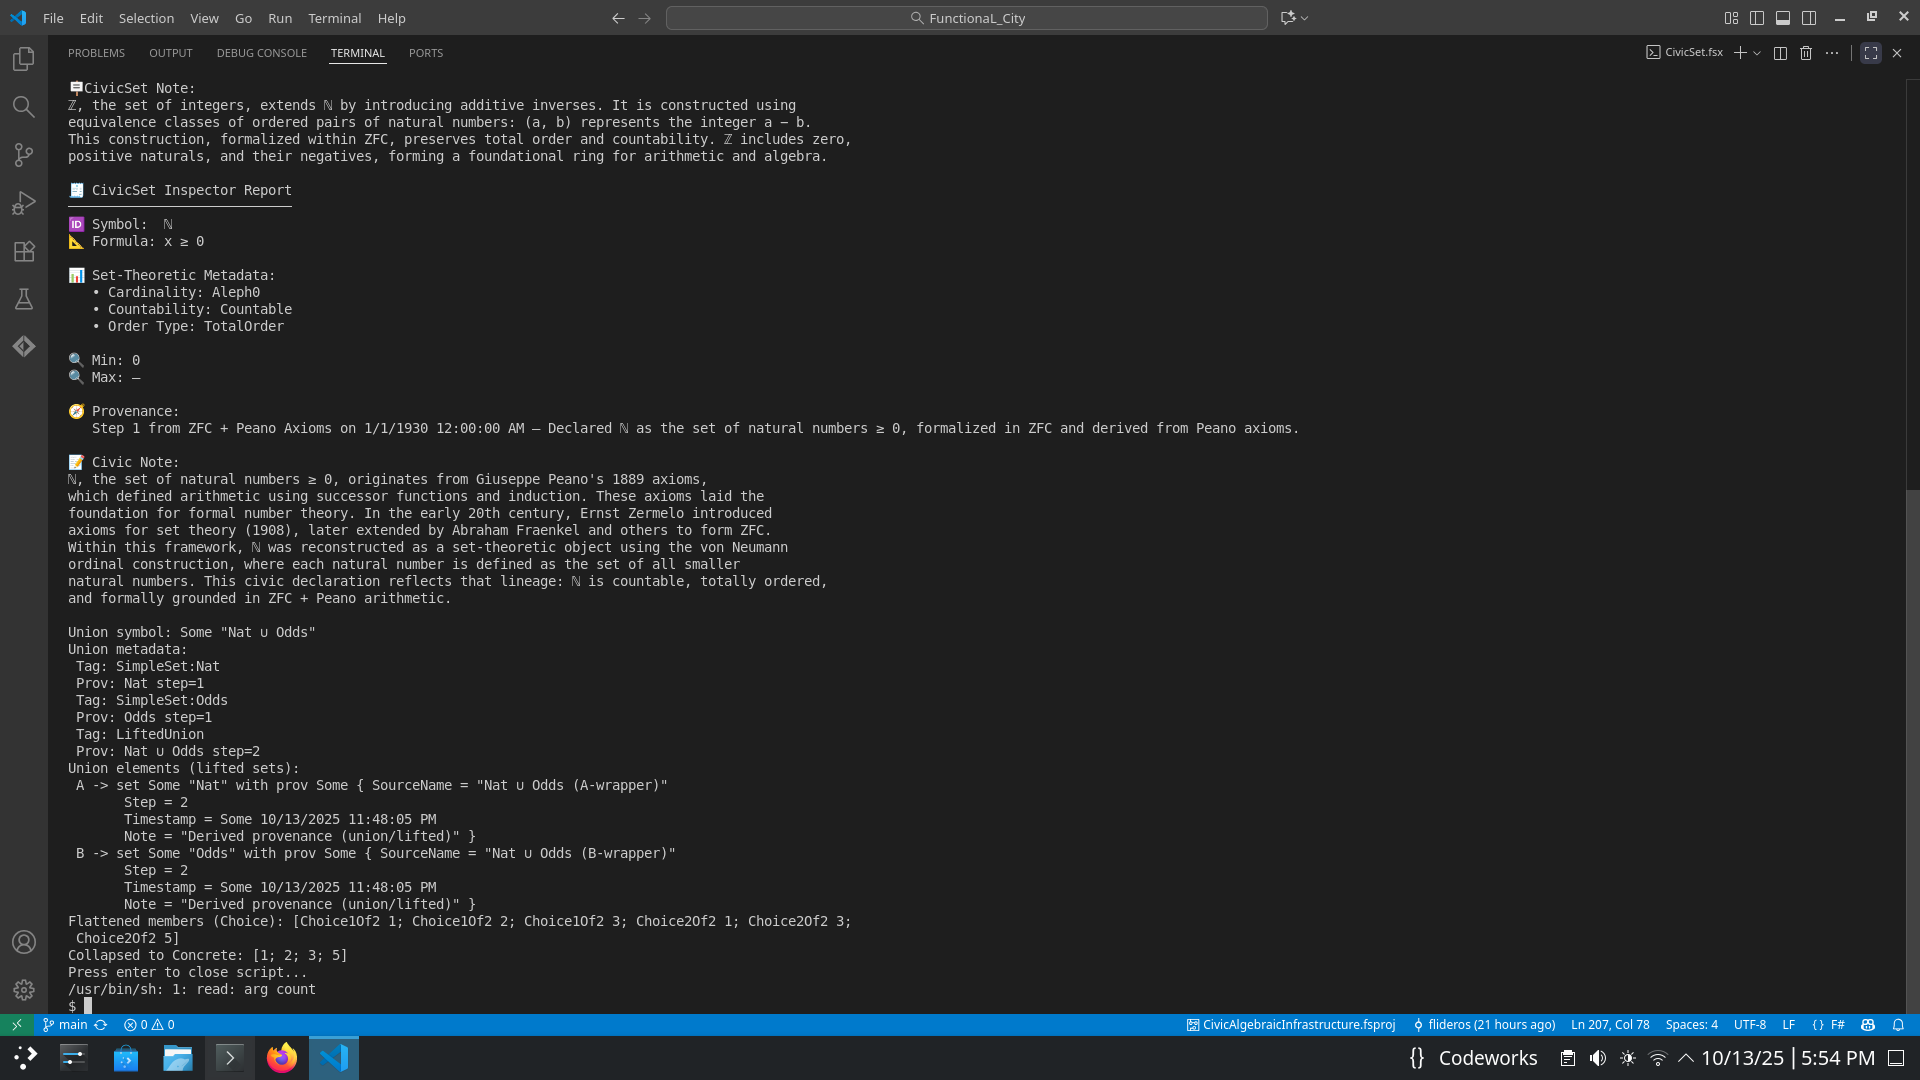 File Edit Selection View Go Run Terminal Help
FunctionaL_City
PROBLEMS OUTPUT DEBUG CONSOLE TERMINAL PORTS
CivicSet.fsx
🪧CivicSet Note:
ℤ, the set of integers, extends ℕ by introducing additive inverses. It is constructed using
equivalence classes of ordered pairs of natural numbers: (a, b) represents the integer a − b.
This construction, formalized within ZFC, preserves total order and countability. ℤ includes zero,
positive naturals, and their negatives, forming a foundational ring for arithmetic and algebra.
🧾 CivicSet Inspector Report
🆔 Symbol:  ℕ
📐 Formula: x ≥ 0
📊 Set-Theoretic Metadata:
• Cardinality: Aleph0
• Countability: Countable
• Order Type: TotalOrder
🔍 Min: 0
🔍 Max: —
🧭 Provenance:
Step 1 from ZFC + Peano Axioms on 1/1/1930 12:00:00 AM — Declared ℕ as the set of natural numbers ≥ 0, formalized in ZFC and derived from Peano axioms.
📝 Civic Note:
ℕ, the set of natural numbers ≥ 0, originates from Giuseppe Peano's 1889 axioms,
which defined arithmetic using successor functions and induction. These axioms laid the
foundation for formal number theory. In the early 20th century, Ernst Zermelo introduced
axioms for set theory (1908), later extended by Abraham Fraenkel and others to form ZFC.
Within this framework, ℕ was reconstructed as a set-theoretic object using the von Neumann
ordinal construction, where each natural number is defined as the set of all smaller
natural numbers. This civic declaration reflects that lineage: ℕ is countable, totally ordered,
and formally grounded in ZFC + Peano arithmetic.
Union symbol: Some "Nat ∪ Odds"
Union metadata:
Tag: SimpleSet:Nat
Prov: Nat step=1
Tag: SimpleSet:Odds
Prov: Odds step=1
Tag: LiftedUnion
Prov: Nat ∪ Odds step=2
Union elements (lifted sets):
A -> set Some "Nat" with prov Some { SourceName = "Nat ∪ Odds (A-wrapper)"
Step = 2
Timestamp = Some 10/13/2025 11:48:05 PM
Note = "Derived provenance (union/lifted)" }
B -> set Some "Odds" with prov Some { SourceName = "Nat ∪ Odds (B-wrapper)"
Step = 2
Timestamp = Some 10/13/2025 11:48:05 PM
Note = "Derived provenance (union/lifted)" }
Flattened members (Choice): [Choice1Of2 1; Choice1Of2 2; Choice1Of2 3; Choice2Of2 1; Choice2Of2 3;
Choice2Of2 5]
Collapsed to Concrete: [1; 2; 3; 5]
Press enter to close script...
/usr/bin/sh: 1: read: arg count
$
main 0 0 CivicAlgebraicInfrastructure.fsproj flideros (21 hours ago) Ln 207, Col 78 Spaces: 4 UTF-8 LF {} F#
{} Codeworks 10/13/25 | 5:54 PM